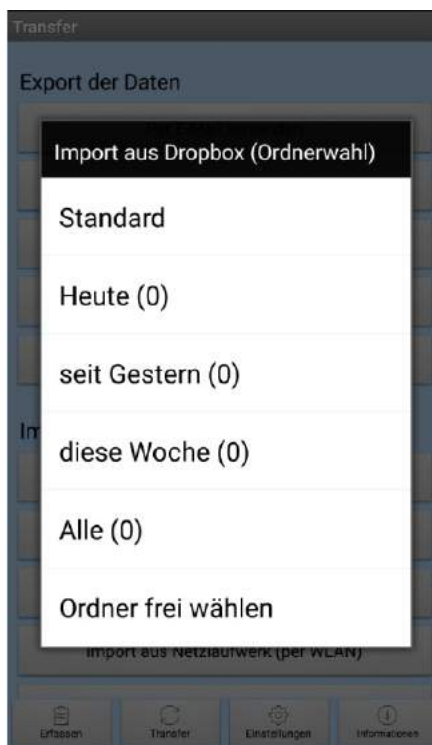 Transfer
Export der Daten
Import aus Dropbox (Ordnerwahl)
Standard
Heute (0)
seit Gestern (0)
diese Woche (0)
Alle (0)
Ordner frei wählen
Im
Import aus Netzlaufwerk (per WLAN)
Erfassen
Transfer
Einstellungen
Informationen